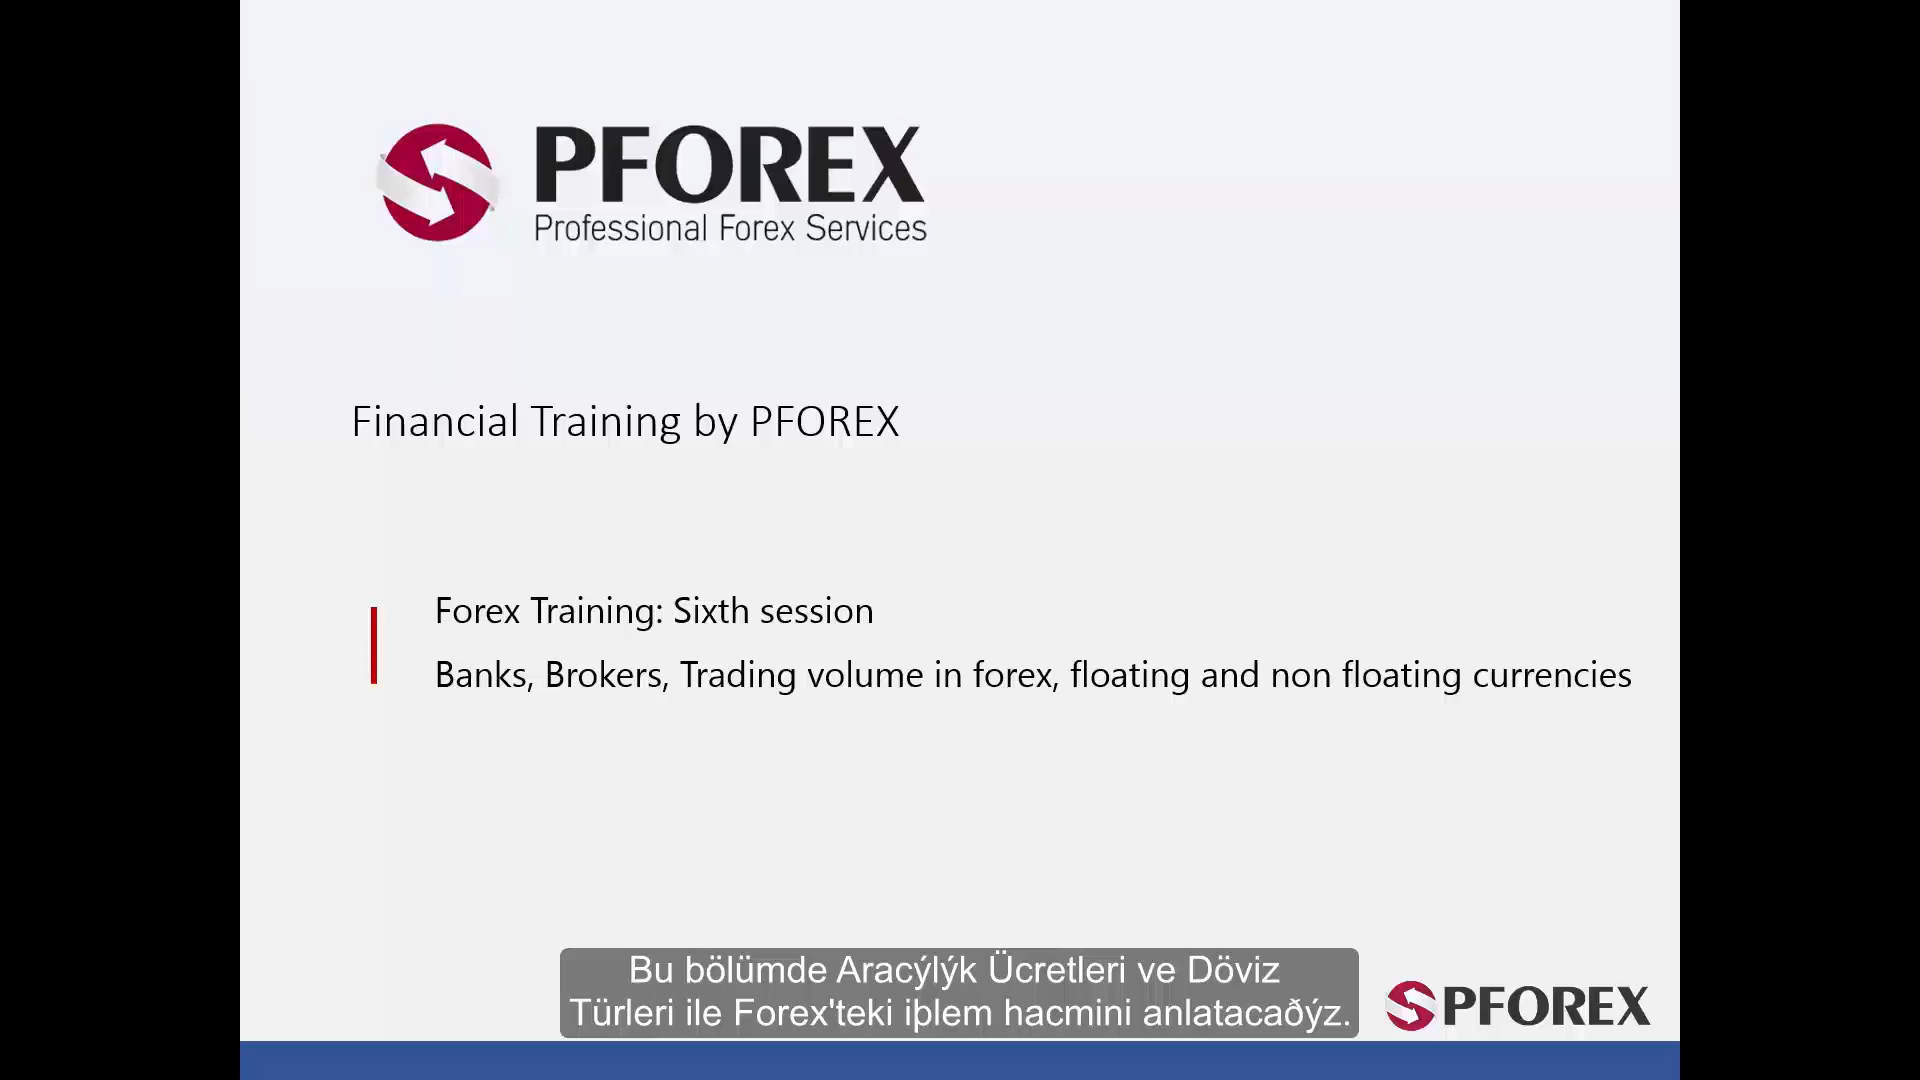 PFOREX
Professional Forex Services
Financial Training by PFOREX
Forex Training: Sixth session
Banks, Brokers, Trading volume in forex, floating and non floating currencies
Bu bölümde Aracýlýk Ücretleri ve Döviz
Türleri ile Forex'teki iþlem hacmini anlatacaðýz.
PFOREX